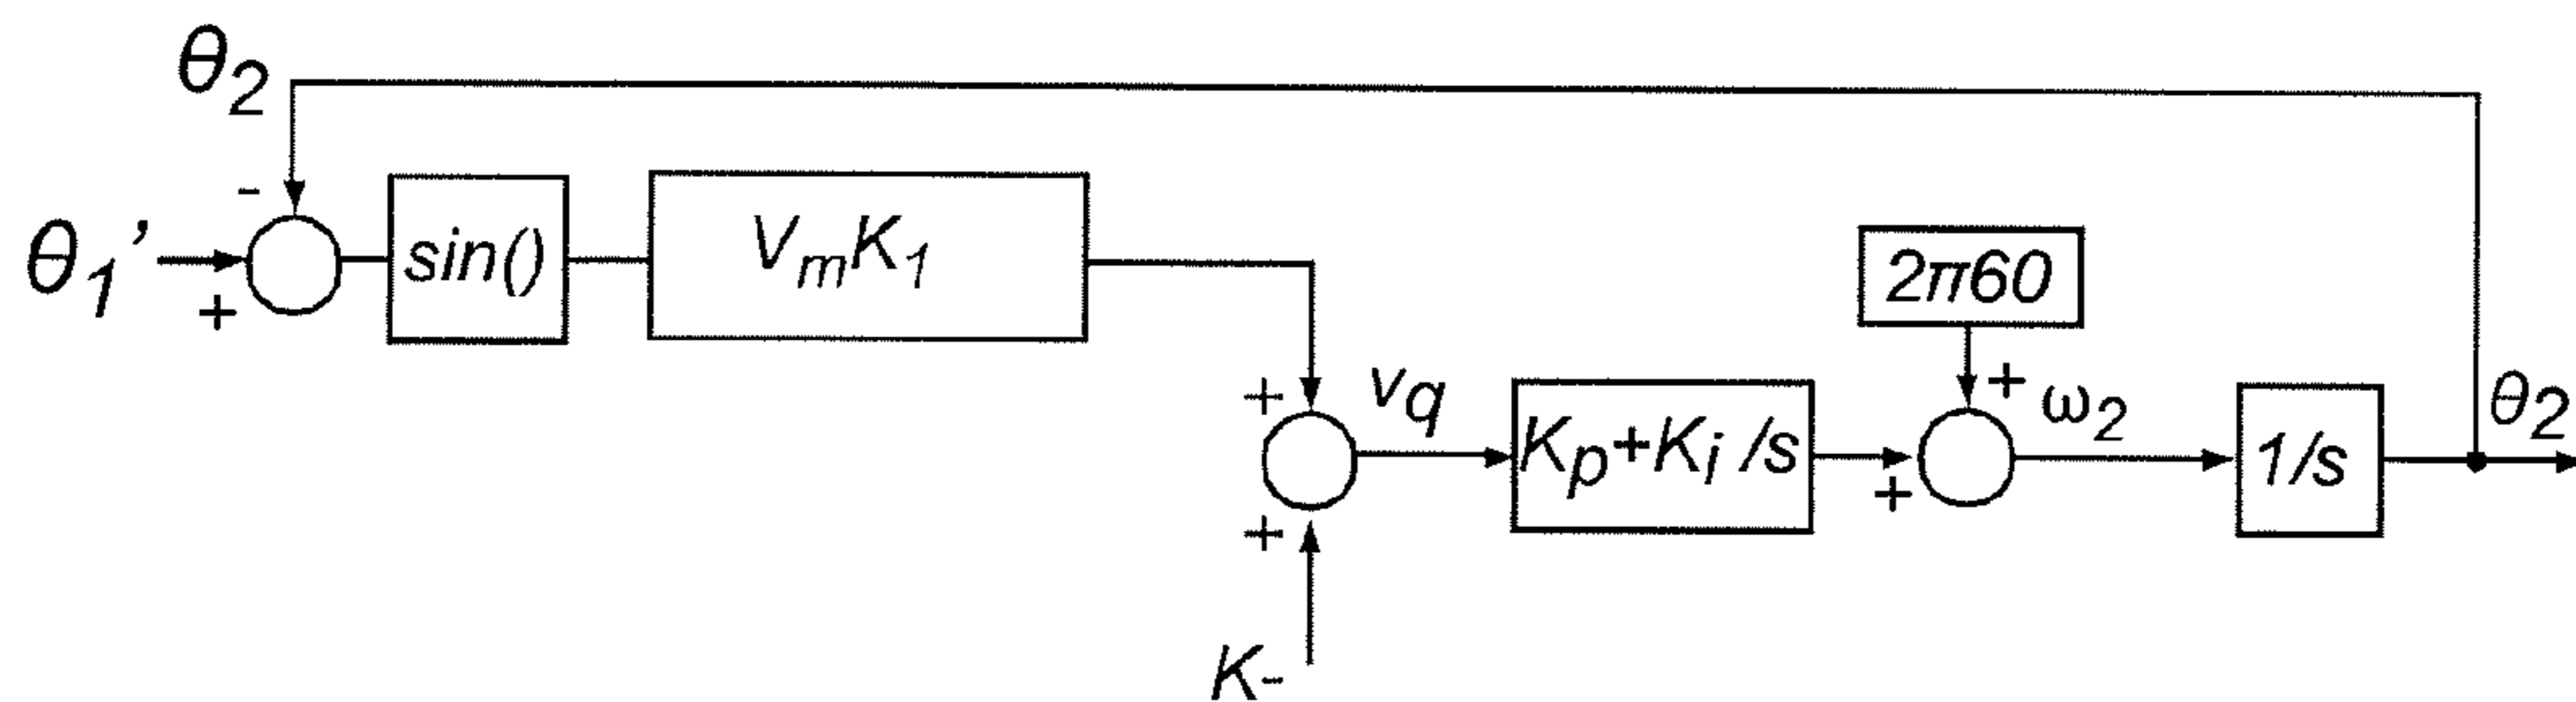 θ2
-
θ1'
+
sin()
VmK1
2π60
+
vq
+
ω2
Kp+Ki /s
+
1/s
θ2
+
K-